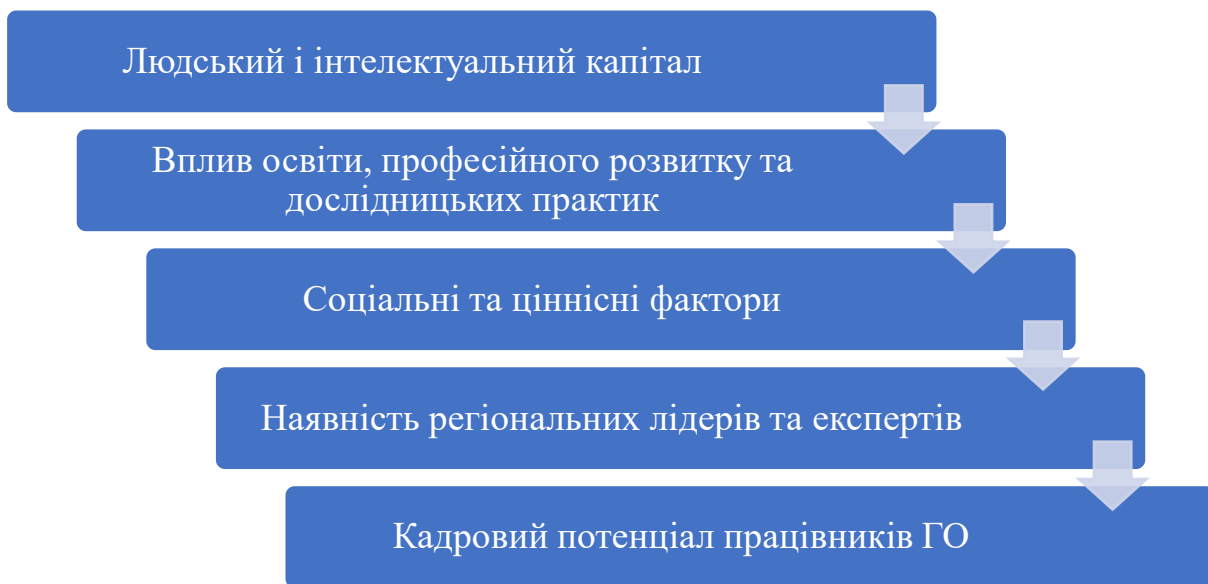 Людський і інтелектуальний капітал
Вплив освіти, професійного розвитку та
дослідницьких практик
Соціальні та ціннісні фактори
Наявність регіональних лідерів та експертів
Кадровий потенціал працівників ГО